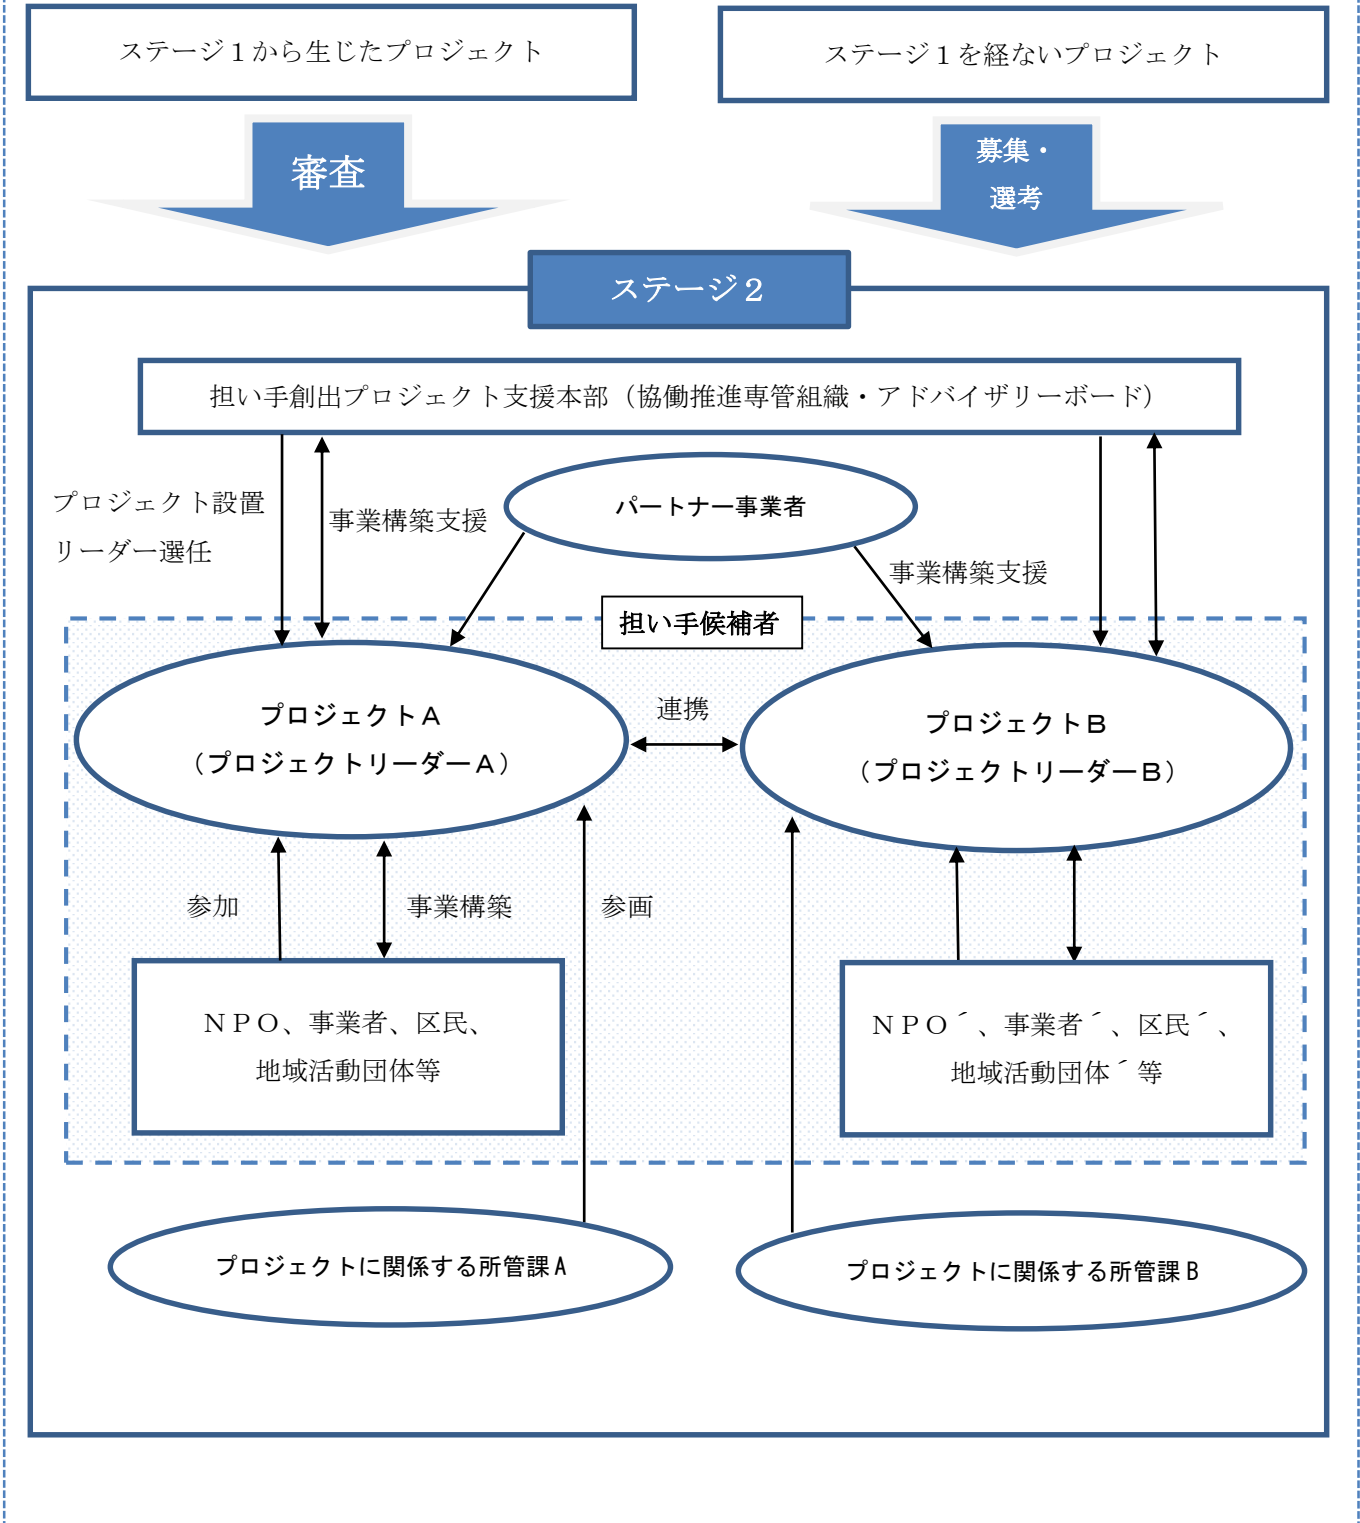 ステージ１から生じたプロジェクト
ステージ１を経ないプロジェクト
審査
募集・
選考
ステージ２
担い手創出プロジェクト支援本部（協働推進専管組織・アドバイザリーボード）
プロジェクト設置
リーダー選任
事業構築支援
パートナー事業者
事業構築支援
担い手候補者
プロジェクトＡ
（プロジェクトリーダーＡ）
連携
プロジェクトＢ
（プロジェクトリーダーＢ）
参加
事業構築
参画
ＮＰＯ、事業者、区民、
地域活動団体等
ＮＰＯ´、事業者´、区民´、
地域活動団体´等
プロジェクトに関係する所管課A
プロジェクトに関係する所管課B